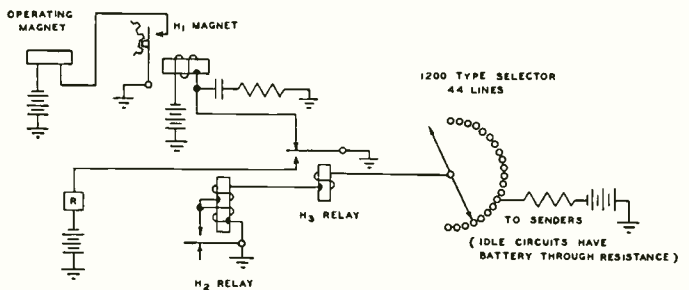 OPERATING
MAGNET
H1 MAGNET
1200 TYPE SELECTOR
44 LINES
R
H3 RELAY
TO SENDERS
(IDLE CIRCUITS HAVE
BATTERY THROUGH RESISTANCE)
H2 RELAY